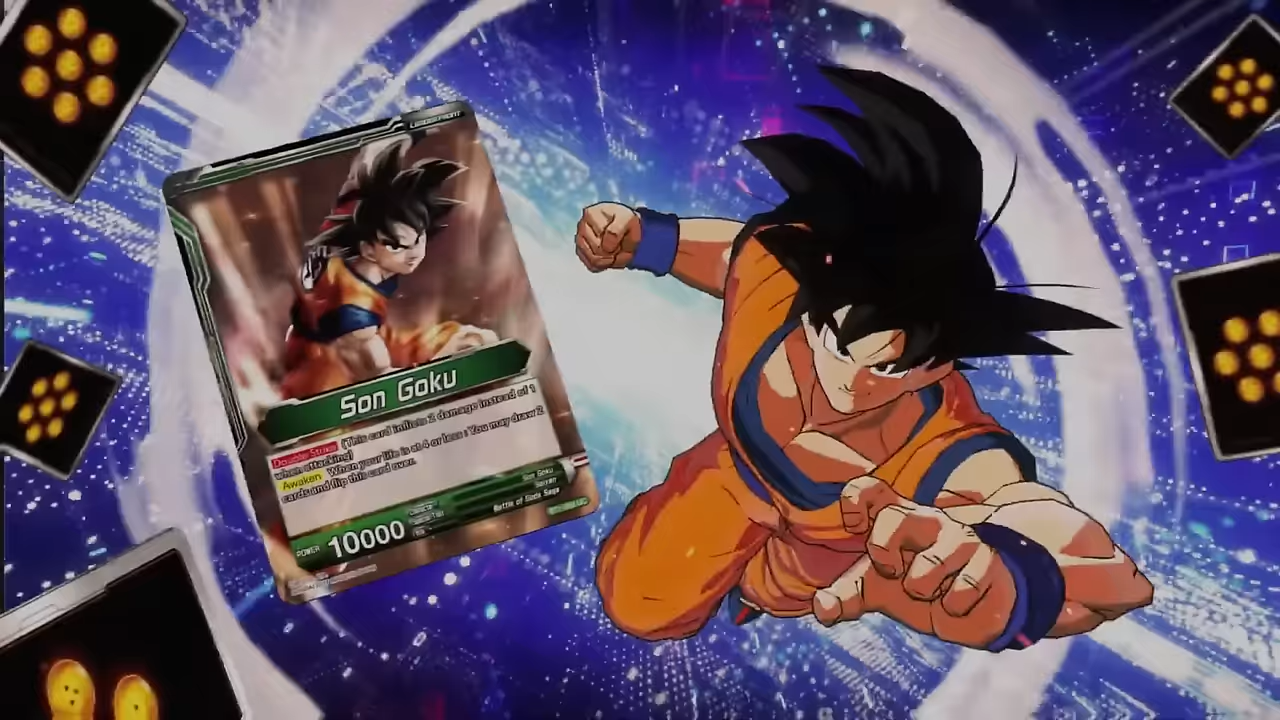 LEADER FRONT
Son Goku
Double Strike (This card inflicts 2 damage instead of 1
when attacking)
Awaken When your life is at 4 or less : You may draw 2
cards and flip this card over.
POWER 10000
Son Goku
Saiyan
Battle of Gods Saga